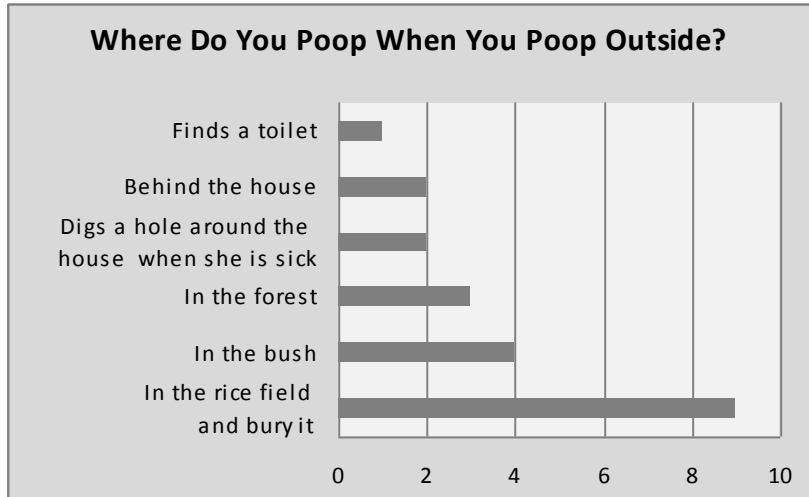 Where Do You Poop When You Poop Outside?
Finds a toilet
Behind the house
Digs a hole around the
house when she is sick
In the forest
In the bush
In the rice field
and bury it
0 2 4 6 8 10